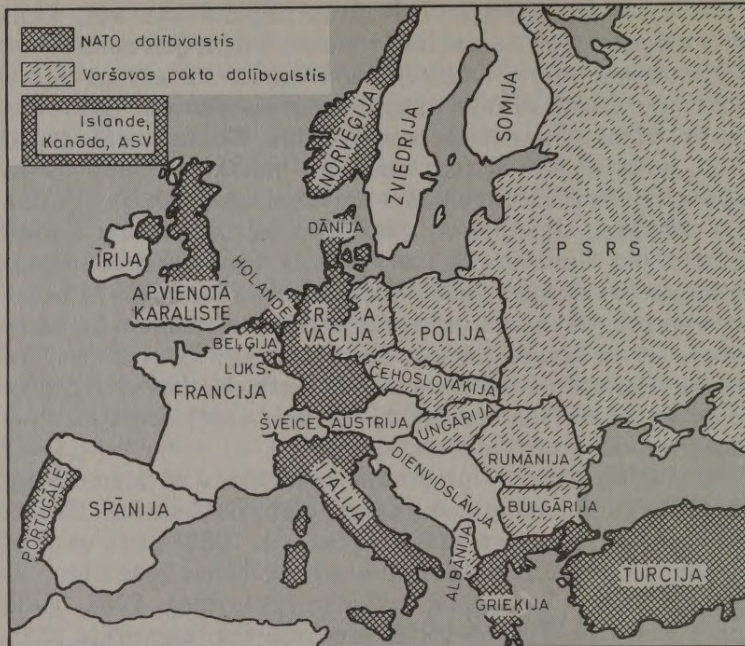 NATO dalībvalstis
Varšavas pakta dalībvalstis
Islande,
Kanāda, ASV
NORVĒĢIJA
ZVIEDRIJA
SOMIJA
DĀNIJA
PSRS
ĪRIJA
APVIENOTĀ
KARALISTE
HOLANDE
R A
VĀCIJA
POLIJA
BEĻĢIJA
LUKS.
ČEHOSLOVĀKIJA
FRANCIJA
ŠVEICE
AUSTRIJA
UNGĀRIJA
RUMĀNIJA
DIENVIDSLĀVIJA
ITĀLIJA
BULGĀRIJA
PORTUGĀLE
SPĀNIJA
ALBĀNIJA
GRIEĶIJA
TURCIJA